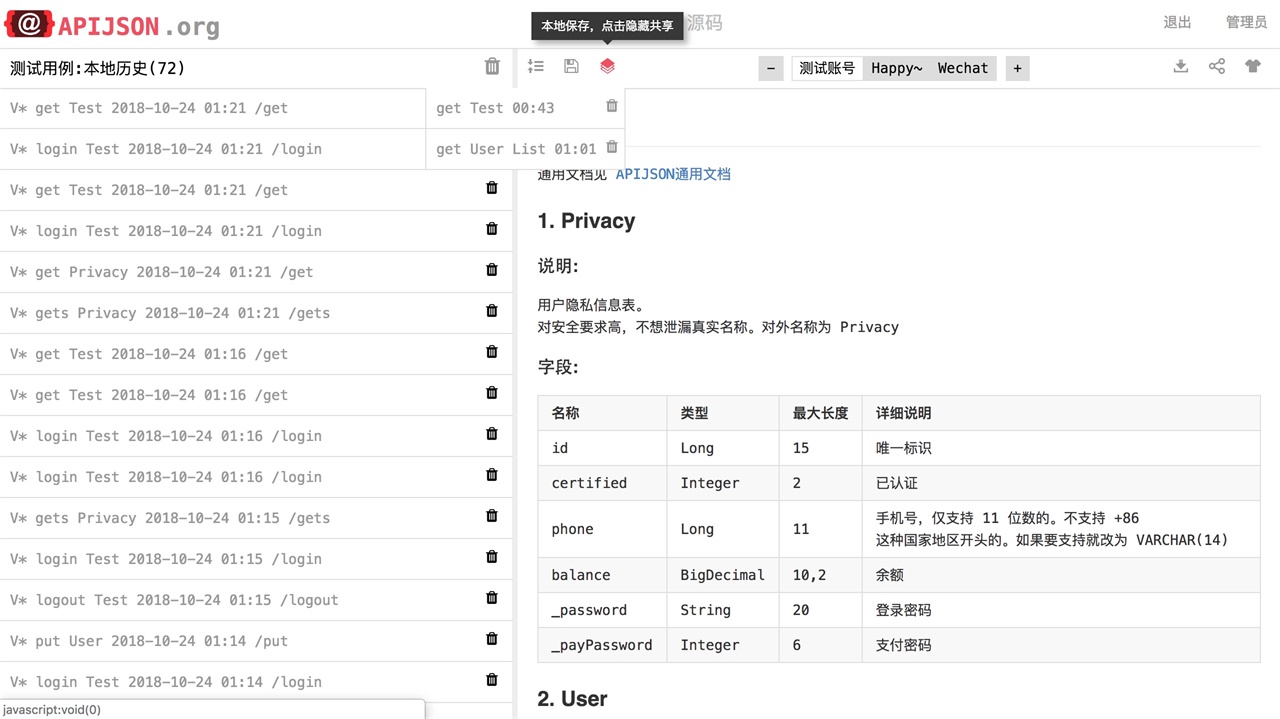 @ APIJSON.org
本地保存，点击隐藏共享
源码
退出 管理员
测试用例:本地历史(72)
- 测试账号 Happy~ Wechat +
V* get Test 2018-10-24 01:21 /get
get Test 00:43
V* login Test 2018-10-24 01:21 /login
get User List 01:01
V* get Test 2018-10-24 01:21 /get
V* login Test 2018-10-24 01:21 /login
V* get Privacy 2018-10-24 01:21 /get
V* gets Privacy 2018-10-24 01:21 /gets
V* get Test 2018-10-24 01:16 /get
V* get Test 2018-10-24 01:16 /get
V* login Test 2018-10-24 01:16 /login
V* login Test 2018-10-24 01:16 /login
V* gets Privacy 2018-10-24 01:15 /gets
V* login Test 2018-10-24 01:15 /login
V* logout Test 2018-10-24 01:15 /logout
V* put User 2018-10-24 01:14 /put
V* login Test 2018-10-24 01:14 /login
javascript:void(0)
通用文档见 APIJSON通用文档
1. Privacy
说明:
用户隐私信息表。
对安全要求高，不想泄漏真实名称。对外名称为 Privacy
字段:
名称 类型 最大长度 详细说明
id Long 15 唯一标识
certified Integer 2 已认证
phone Long 11 手机号，仅支持 11 位数的。不支持 +86
这种国家地区开头的。如果要支持就改为 VARCHAR(14)
balance BigDecimal 10,2 余额
_password String 20 登录密码
_payPassword Integer 6 支付密码
2. User